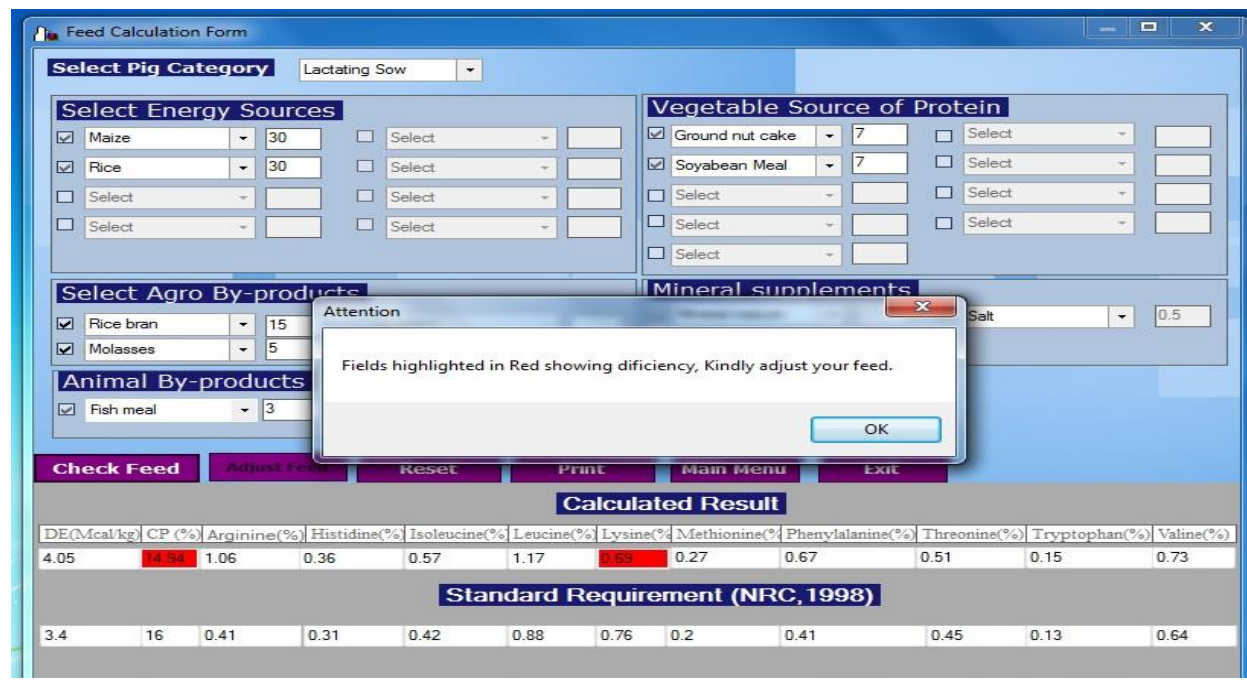 Feed Calculation Form
Select Pig Category Lactating Sow
Select Energy Sources
Maize 30 Select
Rice 30 Select
Select Select
Select Select
Vegetable Source of Protein
Ground nut cake 7 Select
Soyabean Meal 7 Select
Select Select
Select Select
Select
Select Agro By-products
Rice bran 15
Molasses 5
Mineral supplements
Salt 0.5
Animal By-products
Fish meal 3
Attention
Fields highlighted in Red showing dificiency, Kindly adjust your feed.
OK
Check Feed Adjust Feed Reset Print Main Menu Exit
Calculated Result
DE(Mcal/kg) CP (%) Arginine(%) Histidine(%) Isoleucine(% Leucine(%) Lysine(% Methionine(% Phenylalanine(%) Threonine(%) Tryptophan(%) Valine(%)
4.05 14.94 1.06 0.36 0.57 1.17 0.69 0.27 0.67 0.51 0.15 0.73
Standard Requirement (NRC,1998)
3.4 16 0.41 0.31 0.42 0.88 0.76 0.2 0.41 0.45 0.13 0.64